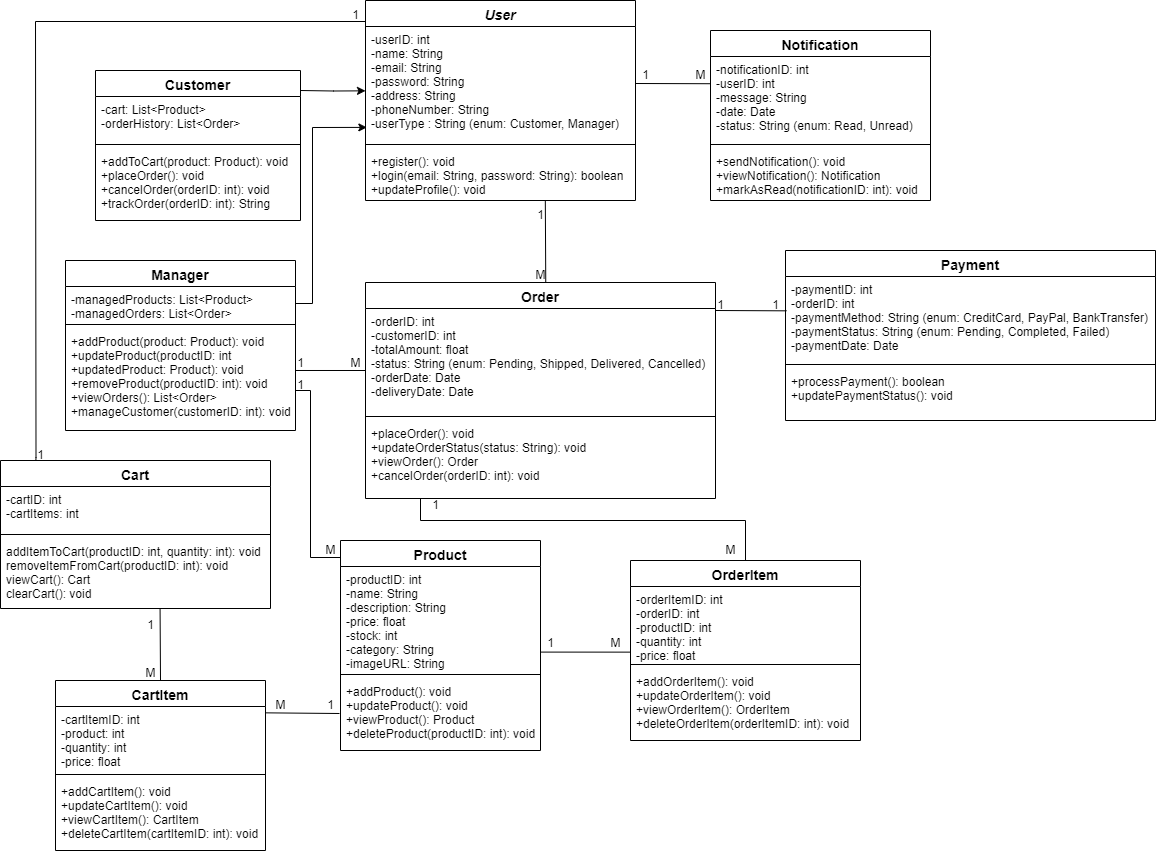 User
-userID: int
-name: String
-email: String
-password: String
-address: String
-phoneNumber: String
-userType : String (enum: Customer, Manager)
+register(): void
+login(email: String, password: String): boolean
+updateProfile(): void
1
1
M
Notification
-notificationID: int
-userID: int
-message: String
-date: Date
-status: String (enum: Read, Unread)
+sendNotification(): void
+viewNotification(): Notification
+markAsRead(notificationID: int): void
Customer
-cart: List<Product>
-orderHistory: List<Order>
+addToCart(product: Product): void
+placeOrder(): void
+cancelOrder(orderID: int): void
+trackOrder(orderID: int): String
1
M
Manager
-managedProducts: List<Product>
-managedOrders: List<Order>
+addProduct(product: Product): void
+updateProduct(productID: int
+updatedProduct: Product): void
+removeProduct(productID: int): void
+viewOrders(): List<Order>
+manageCustomer(customerID: int): void
1
M
1
Order
-orderID: int
-customerID: int
-totalAmount: float
-status: String (enum: Pending, Shipped, Delivered, Cancelled)
-orderDate: Date
-deliveryDate: Date
+placeOrder(): void
+updateOrderStatus(status: String): void
+viewOrder(): Order
+cancelOrder(orderID: int): void
1
1
Payment
-paymentID: int
-orderID: int
-paymentMethod: String (enum: CreditCard, PayPal, BankTransfer)
-paymentStatus: String (enum: Pending, Completed, Failed)
-paymentDate: Date
+processPayment(): boolean
+updatePaymentStatus(): void
1
Cart
-cartID: int
-cartItems: int
addItemToCart(productID: int, quantity: int): void
removeItemFromCart(productID: int): void
viewCart(): Cart
clearCart(): void
1
M
M
Product
-productID: int
-name: String
-description: String
-price: float
-stock: int
-category: String
-imageURL: String
+addProduct(): void
+updateProduct(): void
+viewProduct(): Product
+deleteProduct(productID: int): void
1
M
1
M
OrderItem
-orderItemID: int
-orderID: int
-productID: int
-quantity: int
-price: float
+addOrderItem(): void
+updateOrderItem(): void
+viewOrderItem(): OrderItem
+deleteOrderItem(orderItemID: int): void
CartItem
-cartItemID: int
-product: int
-quantity: int
-price: float
+addCartItem(): void
+updateCartItem(): void
+viewCartItem(): CartItem
+deleteCartItem(cartItemID: int): void
M
1